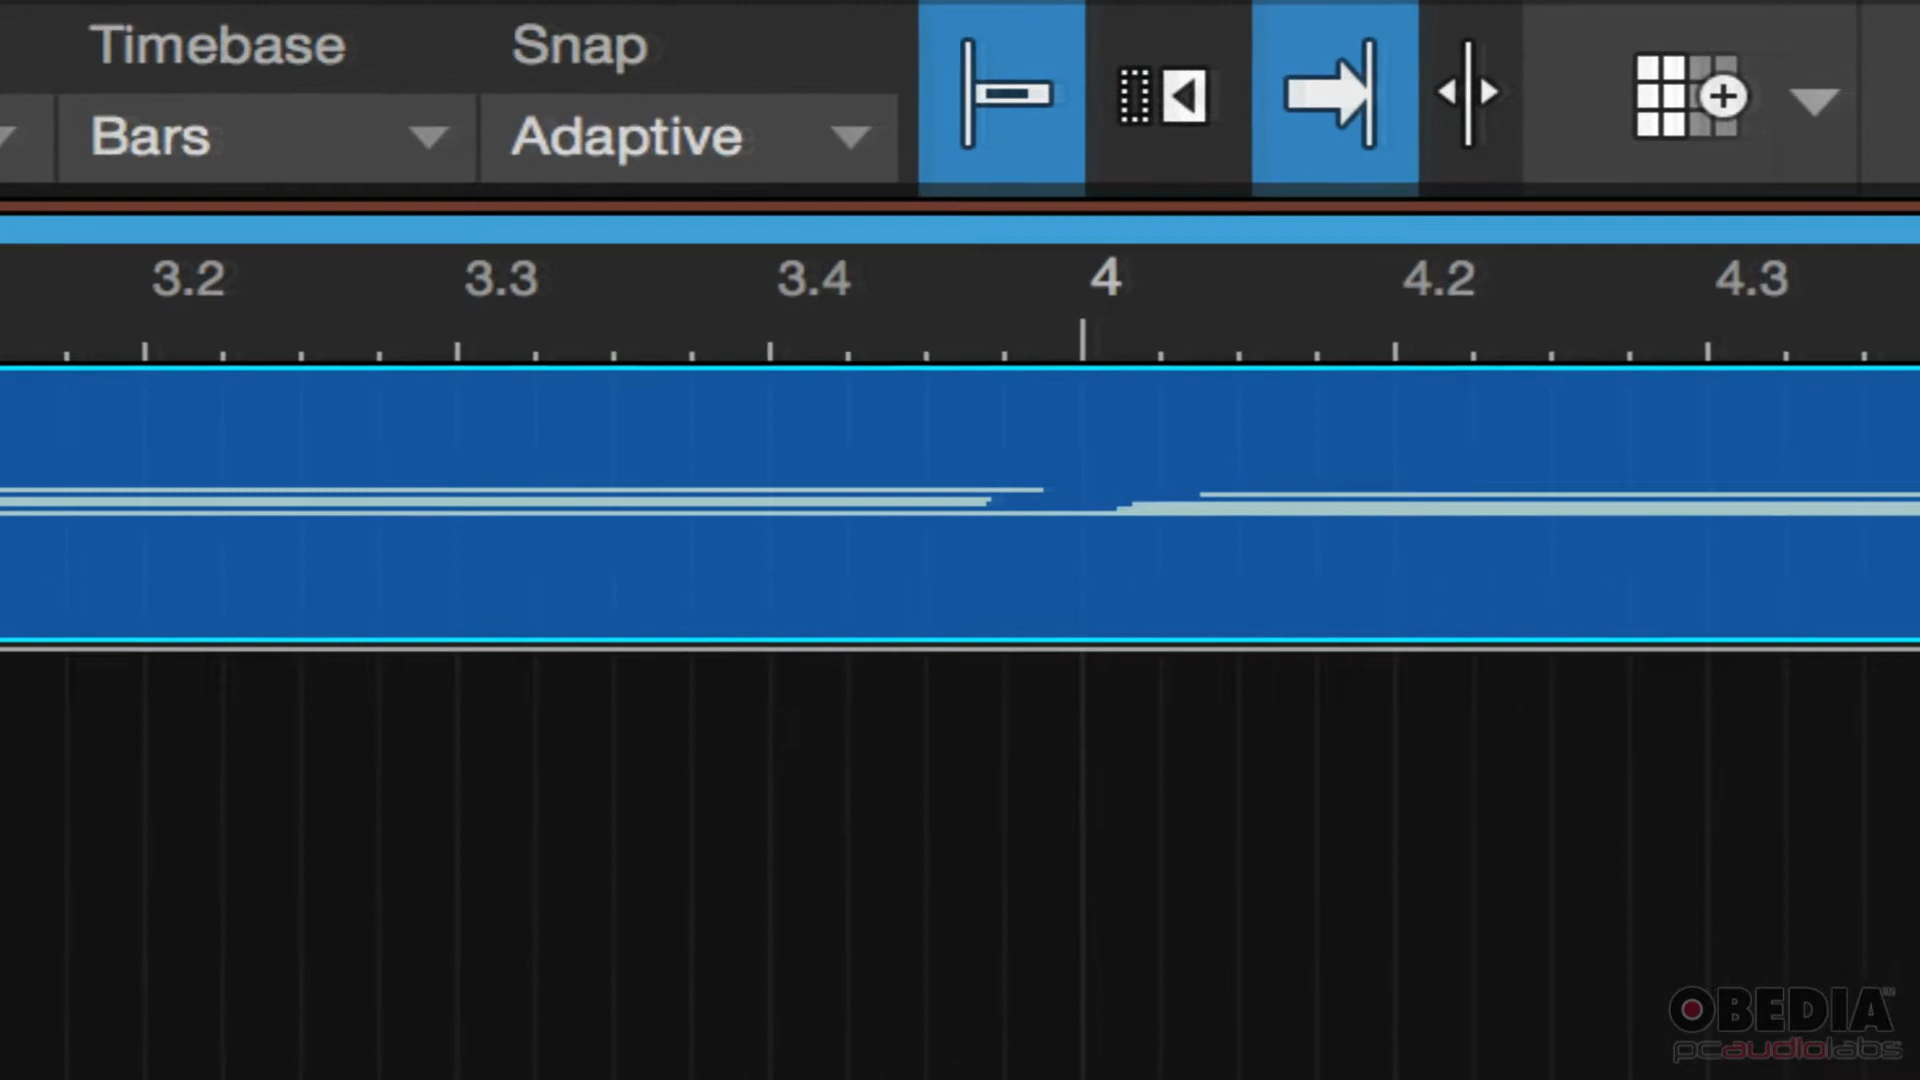 Timebase
Snap
Bars
Adaptive
3.2
3.3
3.4
4
4.2
4.3
OBEDIA
pcaudiolabs